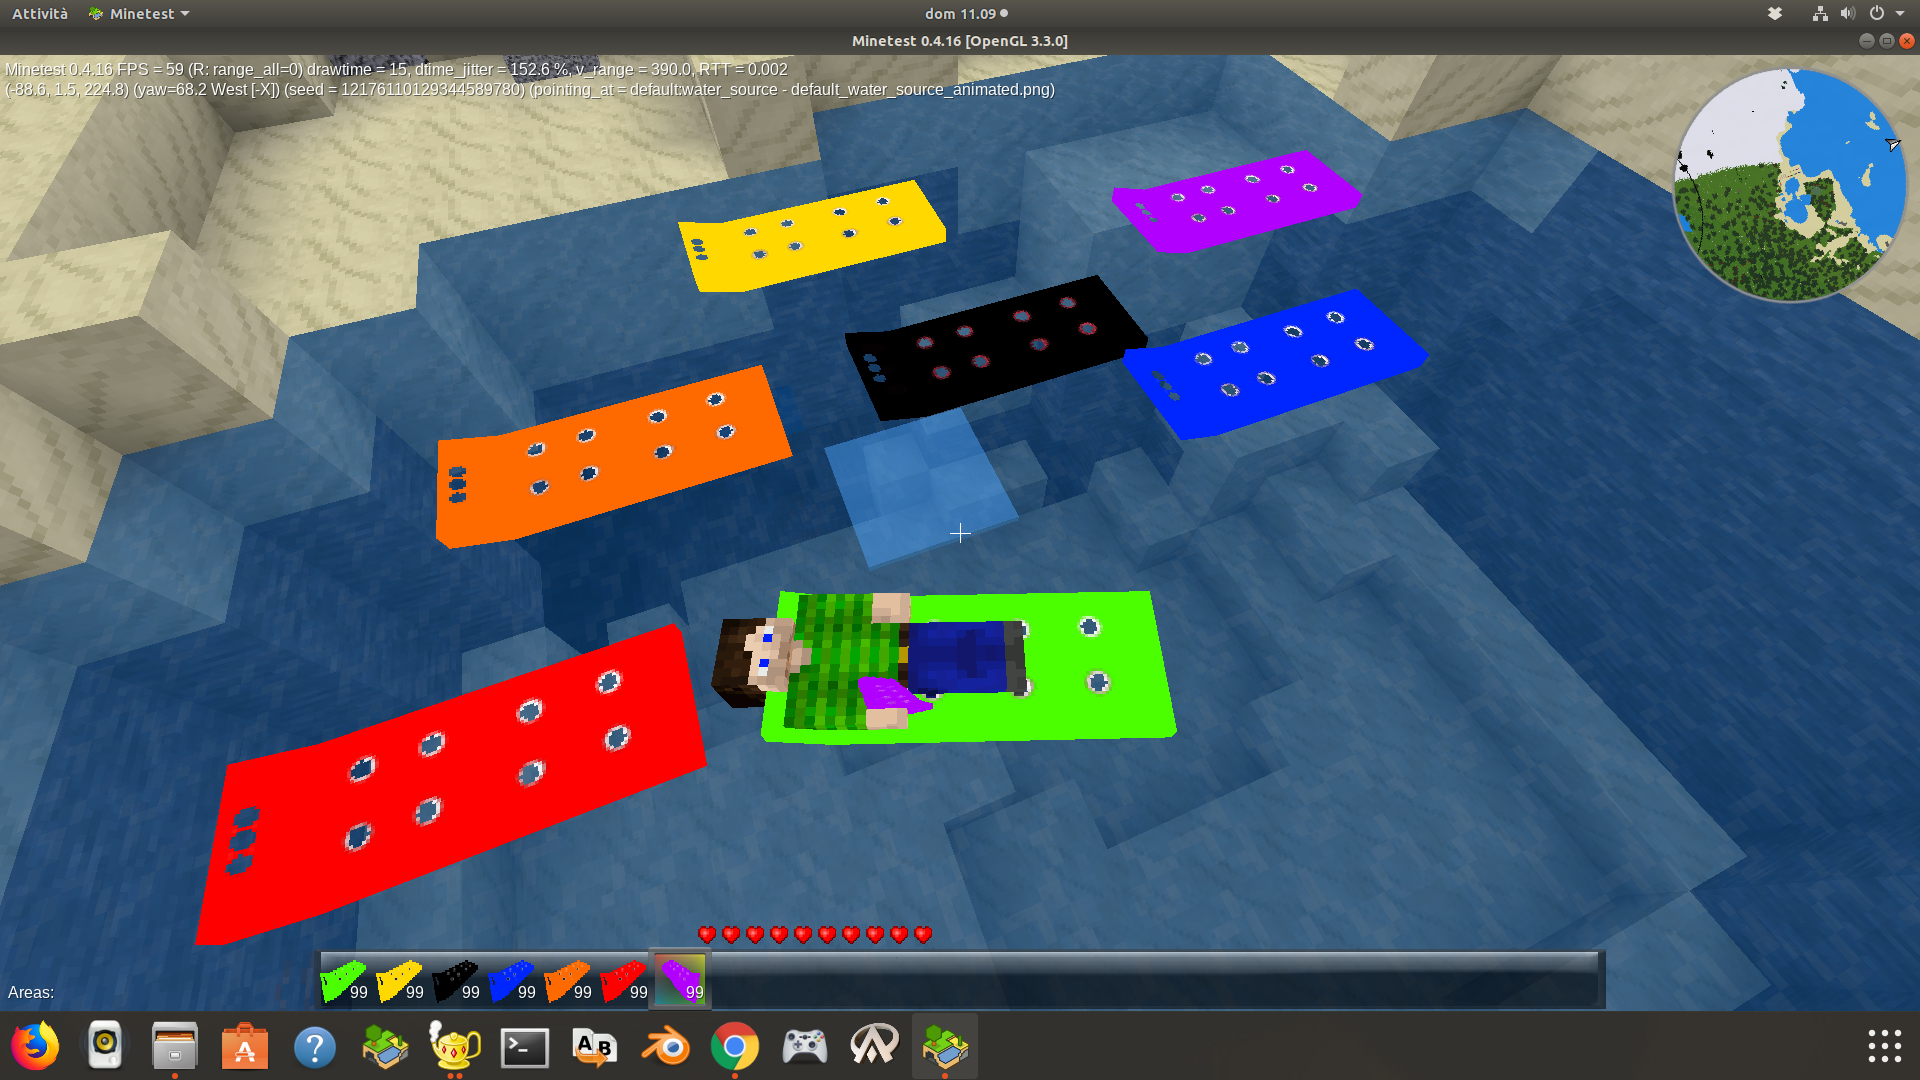 Attività Minetest dom 11.09
Minetest 0.4.16 [OpenGL 3.3.0]
Minetest 0.4.16 FPS = 59 (R: range_all=0) drawtime = 15, dtime_jitter = 152.6 %, v_range = 390.0, RTT = 0.002
(-88.6, 1.5, 224.8) (yaw=68.2 West [-X]) (seed = 12176110129344589780) (pointing_at = default:water_source - default_water_source_animated.png)
99 99 99 99 99 99 99
Areas:
A ? >_ A B